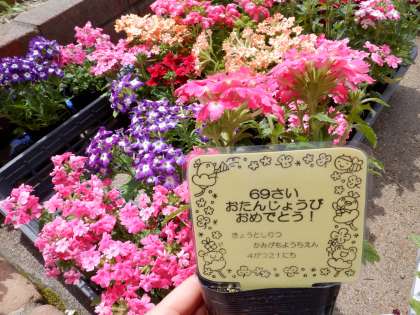 69さい
おたんじょうび
おめでとう！
きょうとしりつ
かみがもようちえん
4がつ21にち